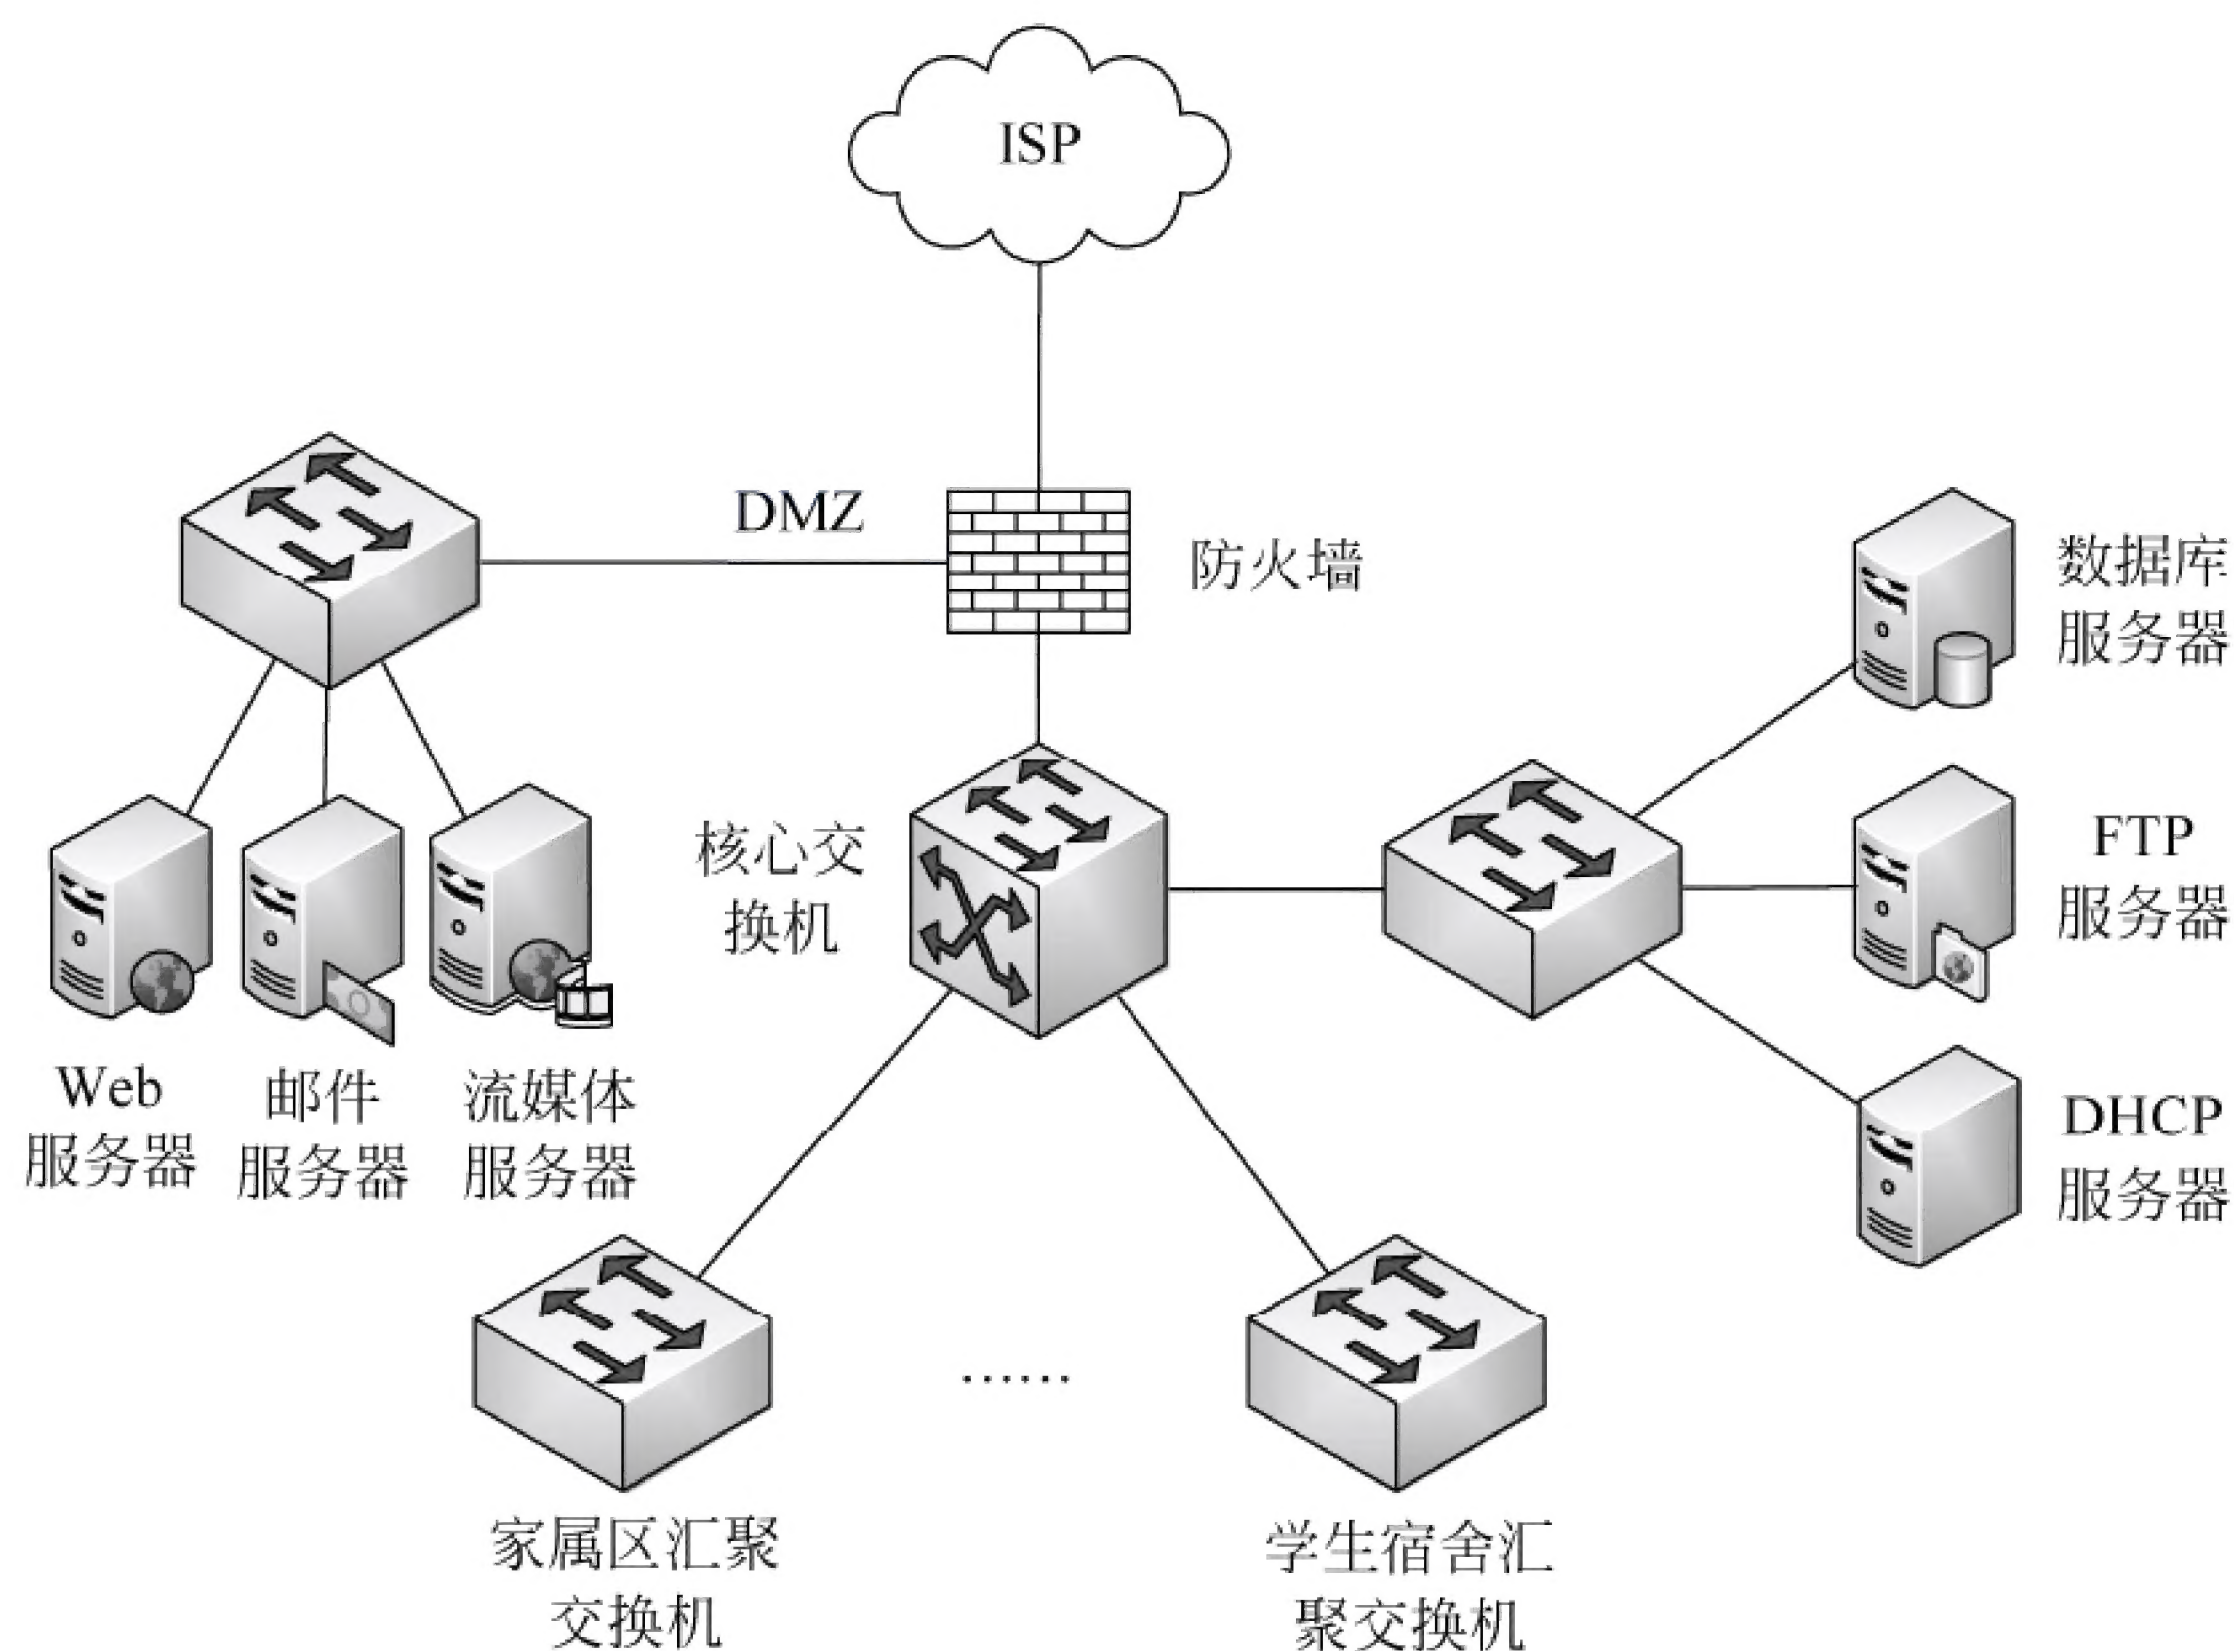 ISP
DMZ
防火墙
数据库
服务器
核心交
换机
FTP
服务器
Web
服务器
邮件
服务器
流媒体
服务器
DHCP
服务器
······
家属区汇聚
交换机
学生宿舍汇
聚交换机